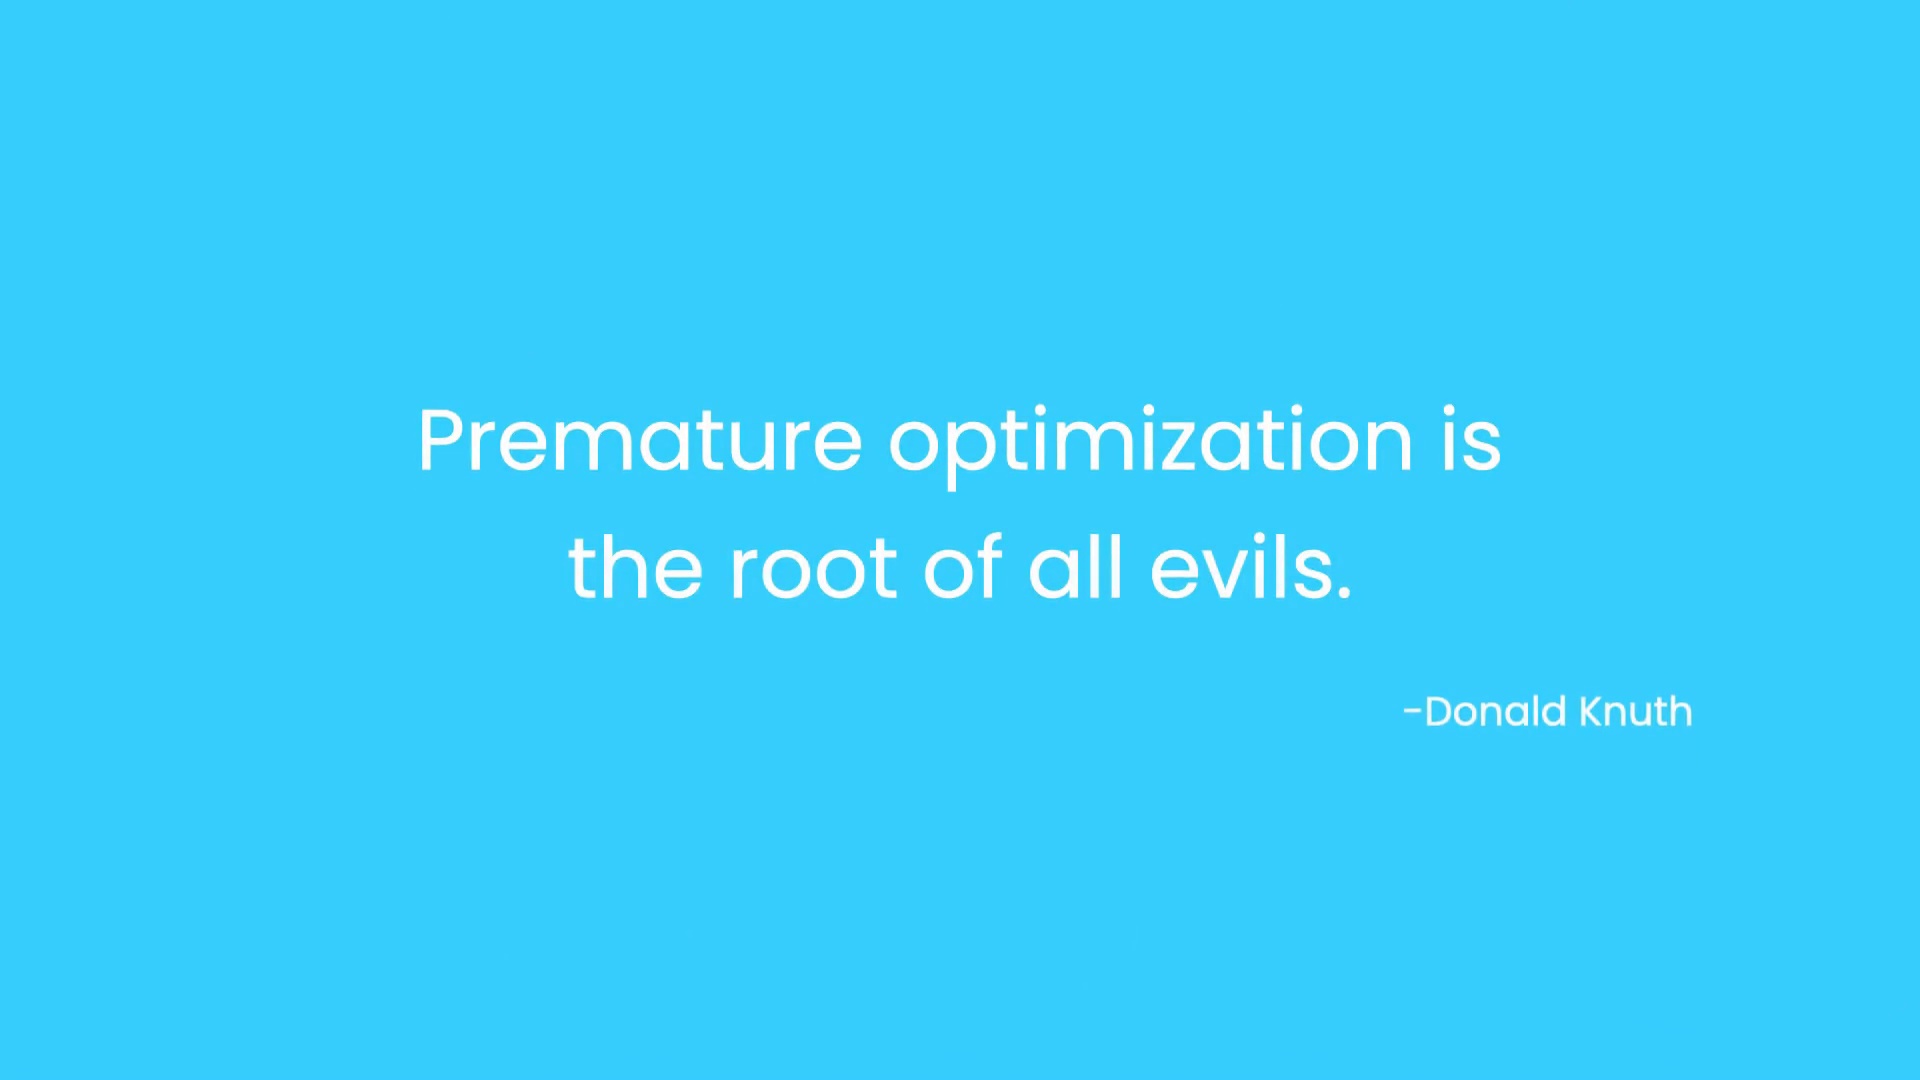 Premature optimization is
the root of all evils.
-Donald Knuth